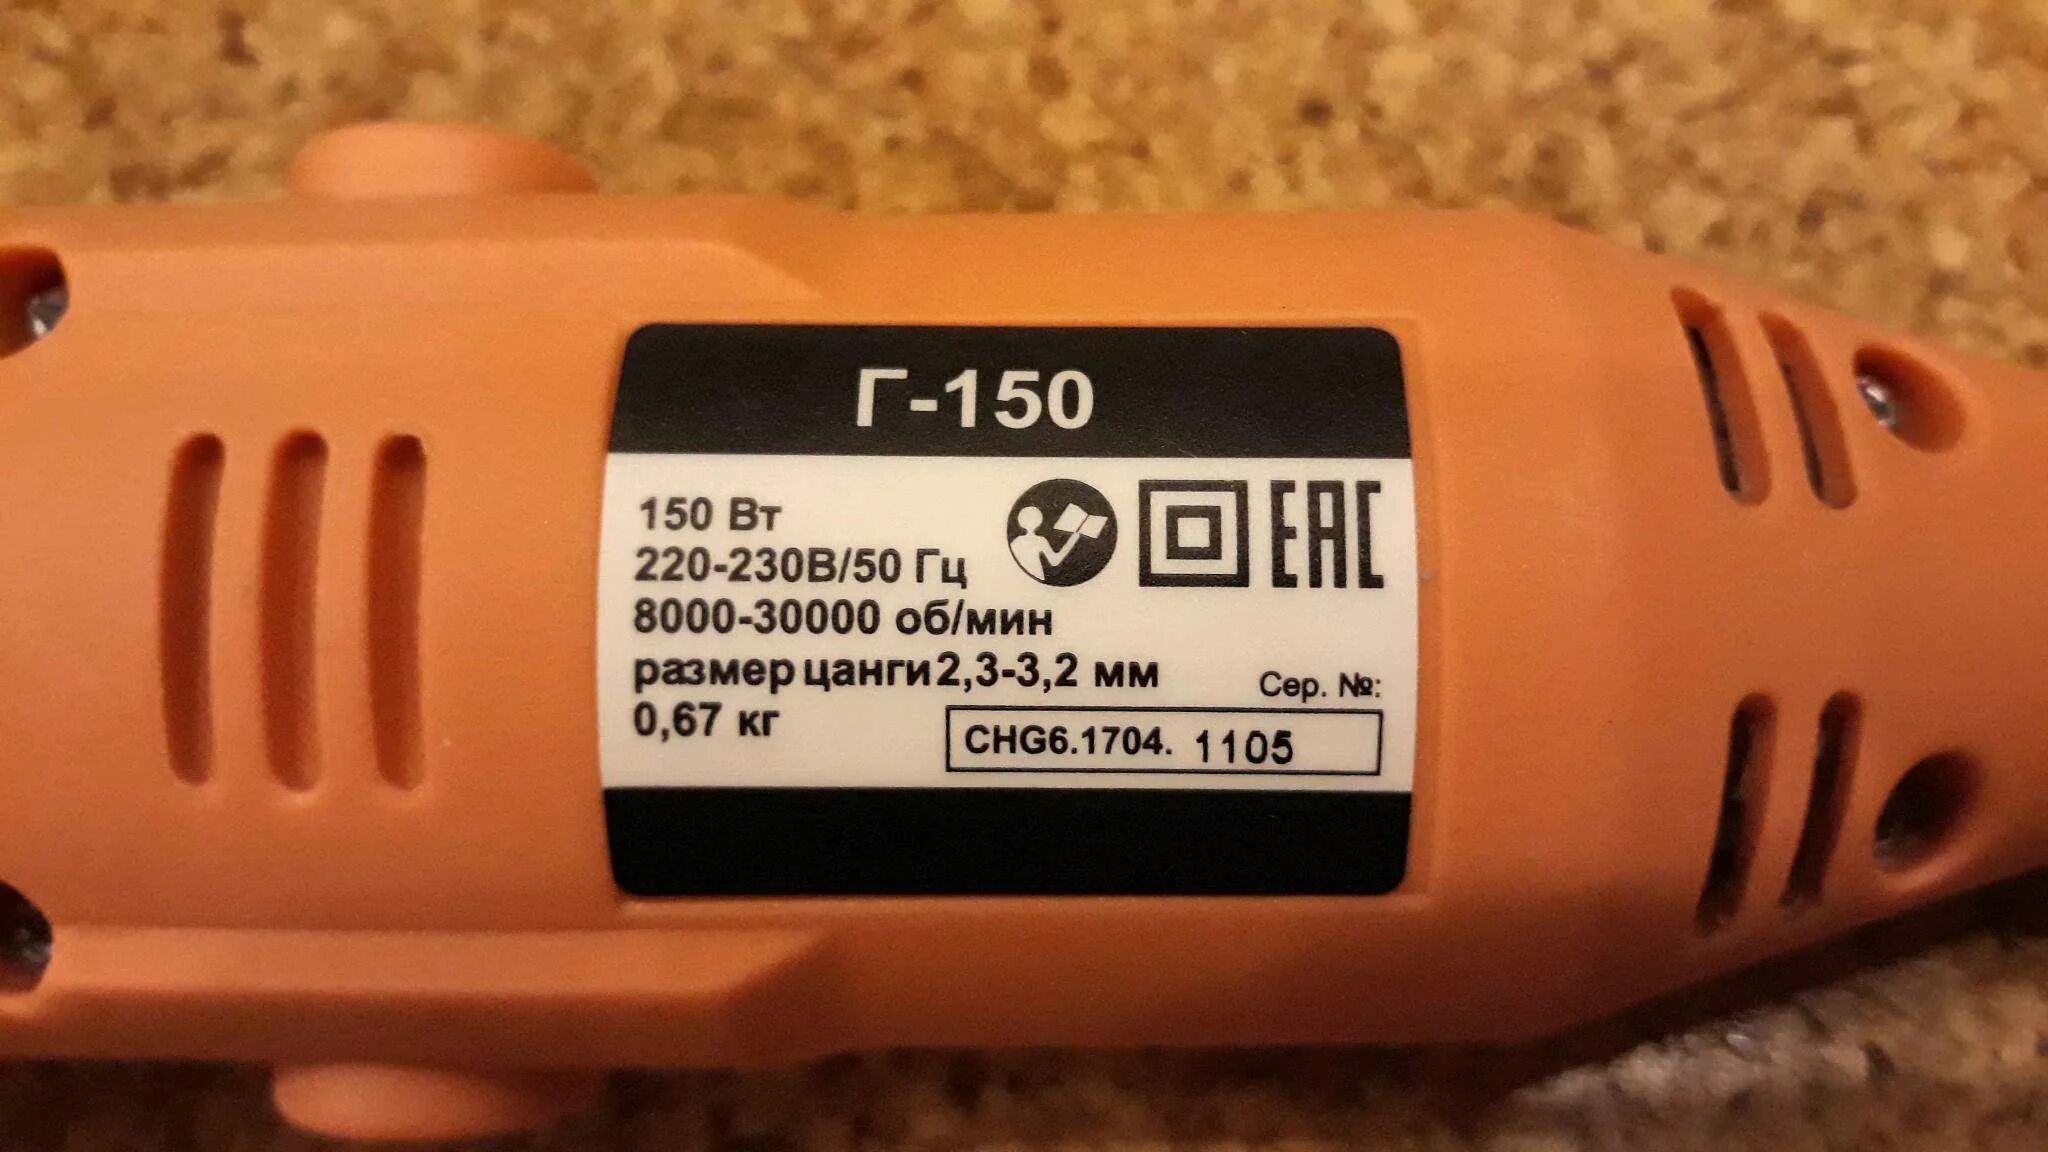 Г-150
150 Вт
220-230В/50 Гц
EAC
8000-30000 об/мин
размер цанги 2,3-3,2 мм
Сер. №:
0,67 кг
CHG6.1704. 1105